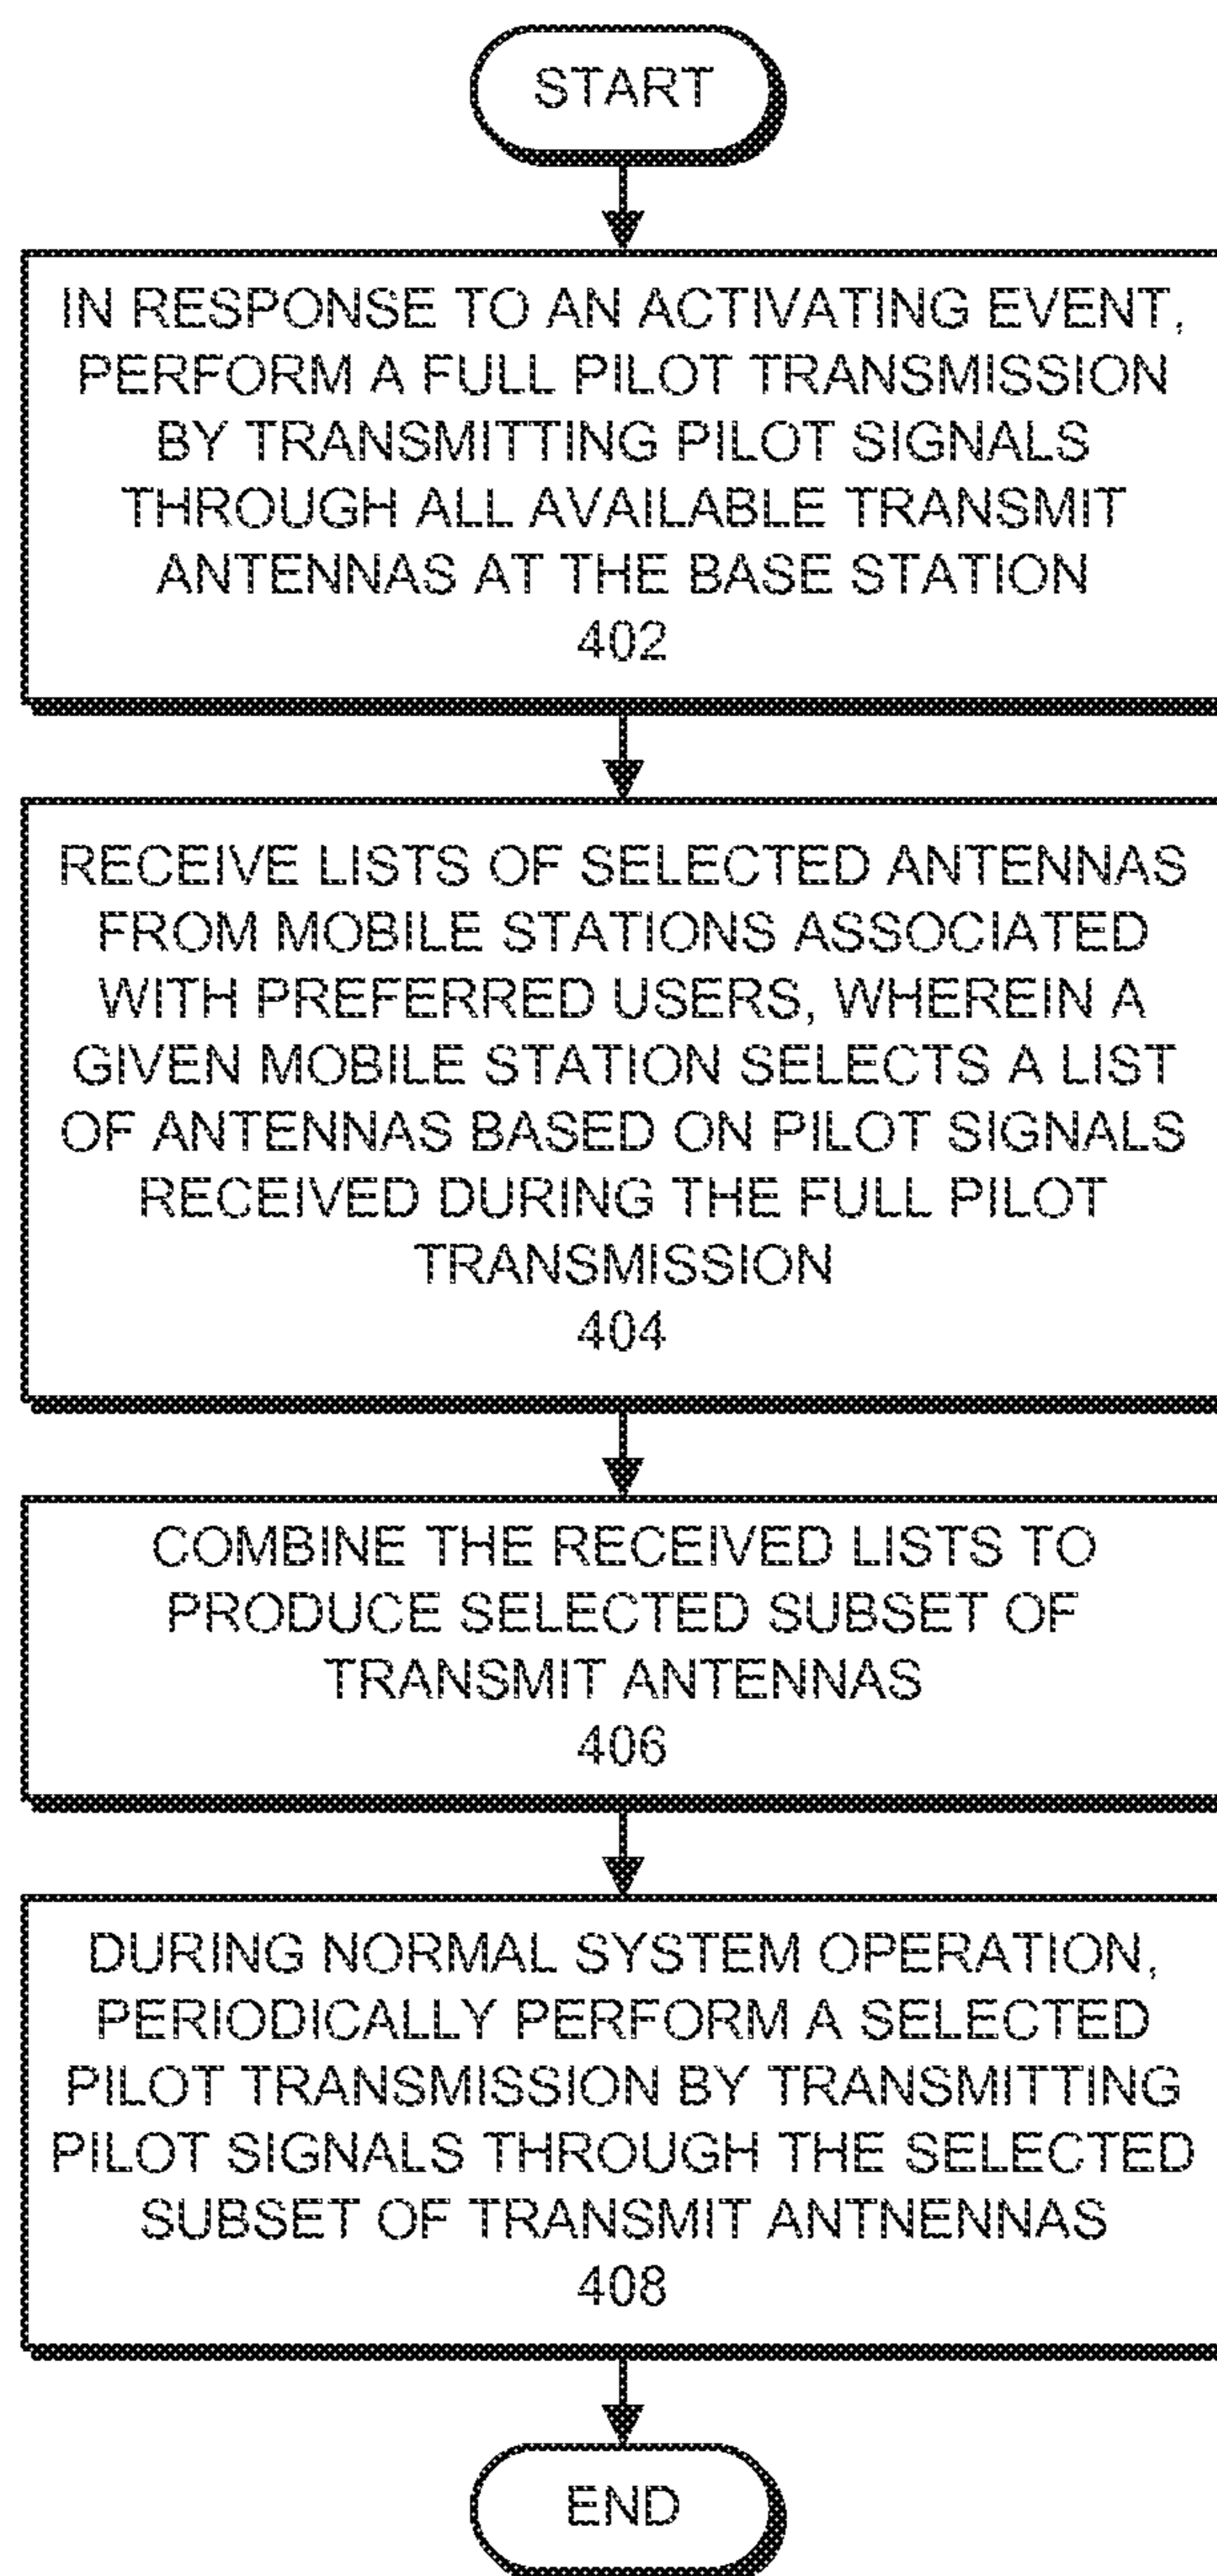 START
IN RESPONSE TO AN ACTIVATING EVENT,
PERFORM A FULL PILOT TRANSMISSION
BY TRANSMITTING PILOT SIGNALS
THROUGH ALL AVAILABLE TRANSMIT
ANTENNAS AT THE BASE STATION
402
RECEIVE LISTS OF SELECTED ANTENNAS
FROM MOBILE STATIONS ASSOCIATED
WITH PREFERRED USERS, WHEREIN A
GIVEN MOBILE STATION SELECTS A LIST
OF ANTENNAS BASED ON PILOT SIGNALS
RECEIVED DURING THE FULL PILOT
TRANSMISSION
404
COMBINE THE RECEIVED LISTS TO
PRODUCE SELECTED SUBSET OF
TRANSMIT ANTENNAS
406
DURING NORMAL SYSTEM OPERATION,
PERIODICALLY PERFORM A SELECTED
PILOT TRANSMISSION BY TRANSMITTING
PILOT SIGNALS THROUGH THE SELECTED
SUBSET OF TRANSMIT ANTNENNAS
408
END